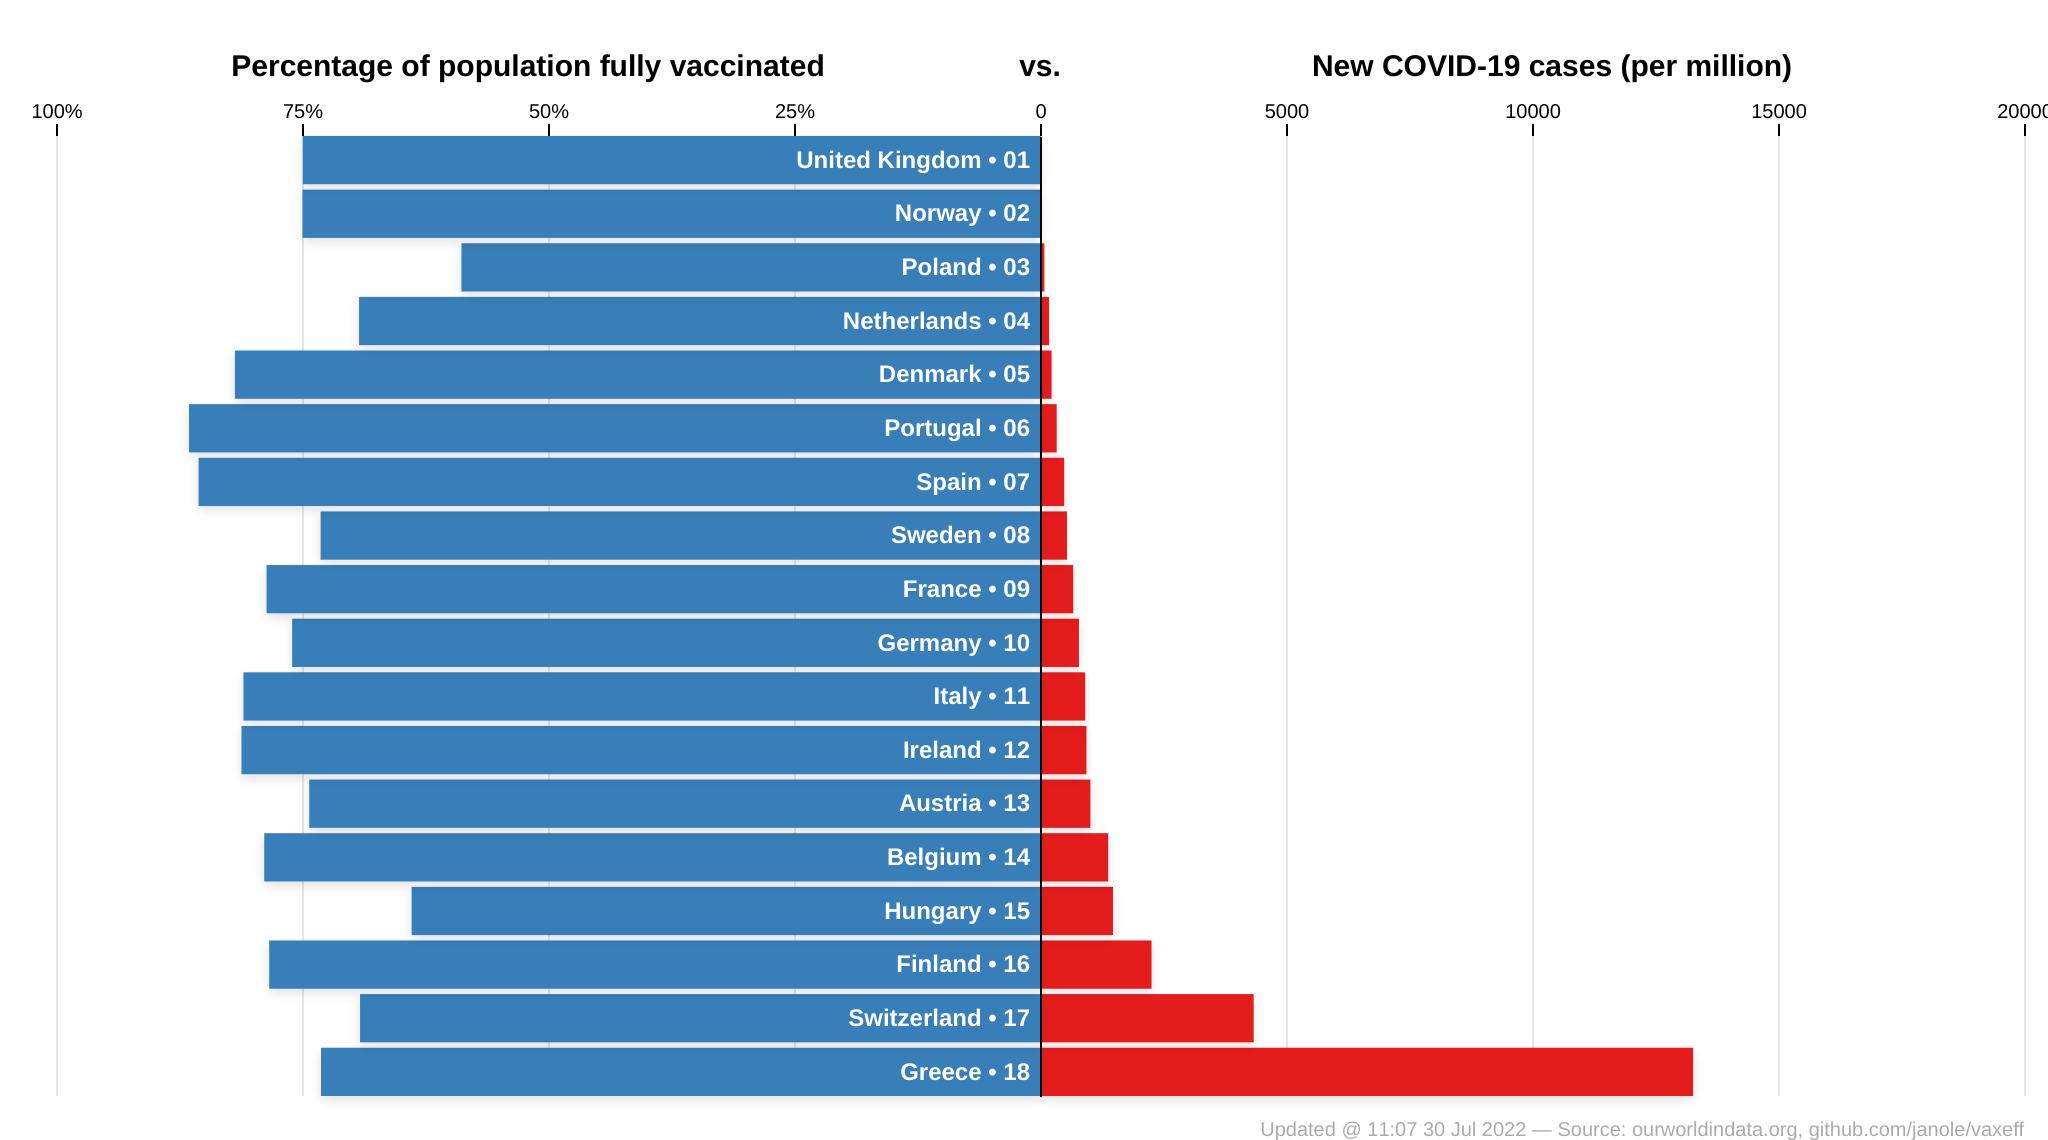 Percentage of population fully vaccinated vs. New COVID-19 cases (per million)
100% 75% 50% 25% 0 5000 10000 15000 20000
United Kingdom • 01
Norway • 02
Poland • 03
Netherlands • 04
Denmark • 05
Portugal • 06
Spain • 07
Sweden • 08
France • 09
Germany • 10
Italy • 11
Ireland • 12
Austria • 13
Belgium • 14
Hungary • 15
Finland • 16
Switzerland • 17
Greece • 18
Updated @ 11:07 30 Jul 2022 — Source: ourworldindata.org, github.com/janole/vaxeff